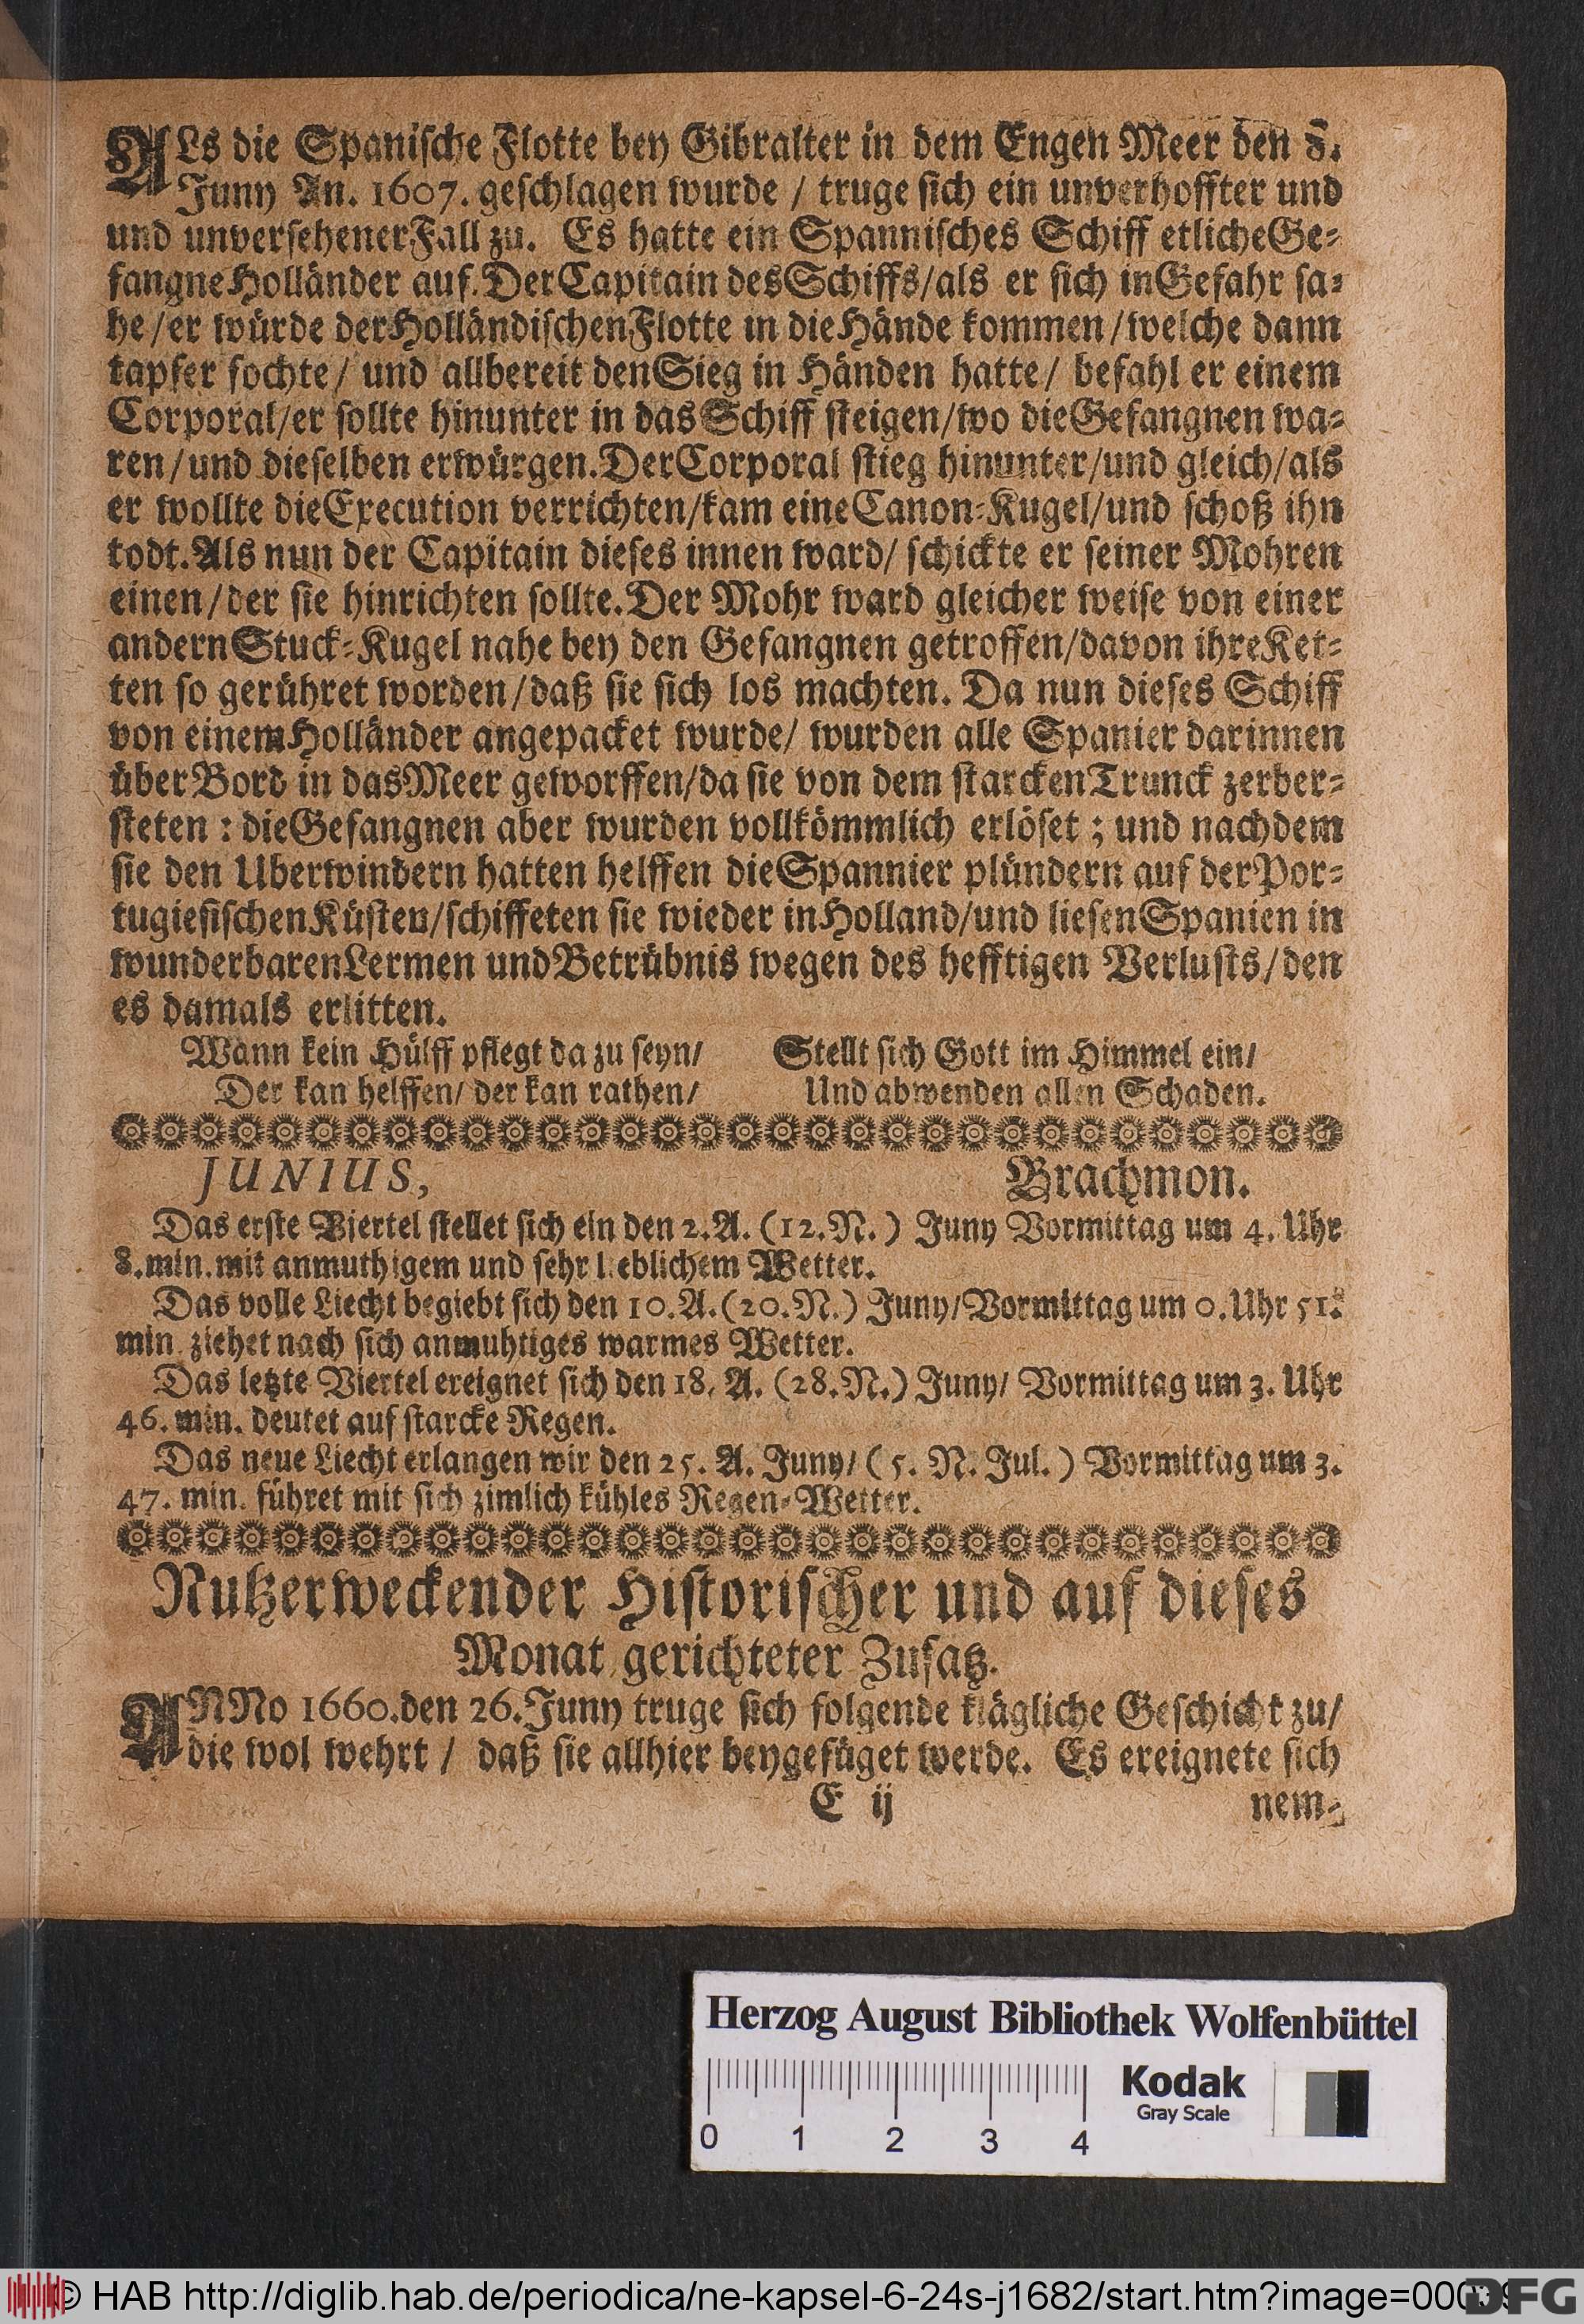 ALs die Spanische Flotte bey Gibralter in dem Engen Meer den 8.
Juny An. 1607. geschlagen wurde / truge sich ein unverhoffter und
und unversehener Fall zu. Es hatte ein Spannisches Schiff etliche Ge-
fangne Holländer auf. Der Capitain des Schiffs/als er sich in Gefahr sa-
he/er würde der Holländischen Flotte in die Hände kommen/welche dann
tapfer fochte/ und allbereit den Sieg in Händen hatte/ befahl er einem
Corporal/er sollte hinunter in das Schiff steigen/wo die Gefangnen wa-
ren/und dieselben erwürgen. Der Corporal stieg hinunter/und gleich/als
er wollte die Execution verrichten/kam eine Canon-Kugel/und schoß ihn
todt. Als nun der Capitain dieses innen ward/ schickte er seiner Mohren
einen/der sie hinrichten sollte. Der Mohr ward gleicher weise von einer
andern Stuck-Kugel nahe bey den Gefangnen getroffen/davon ihre Ket-
ten so gerühret worden/daß sie sich los machten. Da nun dieses Schiff
von einem Holländer angepacket wurde/ wurden alle Spanier darinnen
über Bord in das Meer geworffen/da sie von dem starcken Trunck zerber-
steten : die Gefangnen aber wurden vollkömmlich erlöset ; und nachdem
sie den Uberwindern hatten helffen die Spannier plündern auf der Por-
tugiesischen Küsten/schiffeten sie wieder in Holland/und liesen Spanien in
wunderbaren Lermen und Betrübnis wegen des hefftigen Verlusts/den
es damals erlitten.
Wann kein Hülff pflegt da zu seyn/ Stellt sich Gott im Himmel ein/
Der kan helffen/ der kan rathen/ Und abwenden allen Schaden.
JUNIUS, Brachmon.
Das erste Viertel stellet sich ein den 2. A. (12. N.) Juny Vormittag um 4. Uhr
8. min. mit anmuthigem und sehr lieblichem Wetter.
Das volle Liecht begiebt sich den 10. A. (20. N.) Juny/Vormittag um 0. Uhr 51.
min. ziehet nach sich anmuhtiges warmes Wetter.
Das letzte Viertel ereignet sich den 18. A. (28. N.) Juny/ Vormittag um 3. Uhr
46. min. deutet auf starcke Regen.
Das neue Liecht erlangen wir den 25. A. Juny/ (5. N. Jul.) Vormittag um 3.
47. min. führet mit sich zimlich kühles Regen-Wetter.
Nutzerweckender Historischer und auf dieses
Monat gerichteter Zusatz.
ANNo 1660. den 26. Juny truge sich folgende klägliche Geschicht zu/
die wol wehrt / daß sie allhier beygefüget werde. Es ereignete sich
E ij nem-
Herzog August Bibliothek Wolfenbüttel
Kodak
Gray Scale
0 1 2 3 4
© HAB http://diglib.hab.de/periodica/ne-kapsel-6-24s-j1682/start.htm?image=00039
DFG